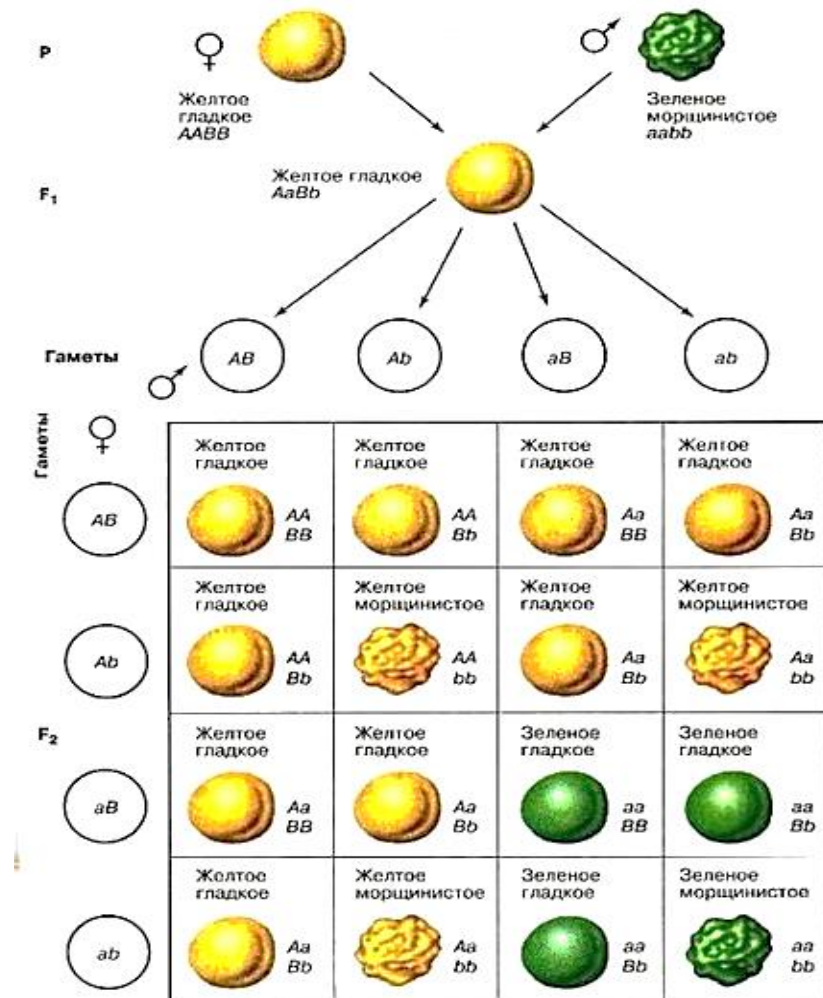 P
♀
♂
Желтое
гладкое
AABB
Зеленое
морщинистое
aabb
F₁
Желтое гладкое
AaBb
Гаметы
♂
AB
Ab
aB
ab
Гаметы
♀
AB
Желтое
гладкое
AA
BB
Желтое
гладкое
AA
Bb
Желтое
гладкое
Aa
BB
Желтое
гладкое
Aa
Bb
Ab
Желтое
гладкое
AA
Bb
Желтое
морщинистое
AA
bb
Желтое
гладкое
Aa
Bb
Желтое
морщинистое
Aa
bb
F₂
aB
Желтое
гладкое
Aa
BB
Желтое
гладкое
Aa
Bb
Зеленое
гладкое
aa
BB
Зеленое
гладкое
aa
Bb
ab
Желтое
гладкое
Aa
Bb
Желтое
морщинистое
Aa
bb
Зеленое
гладкое
aa
Bb
Зеленое
морщинистое
aa
bb